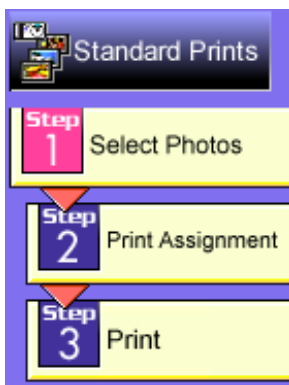 Standard Prints
Step
1
Select Photos
Step
2
Print Assignment
Step
3
Print